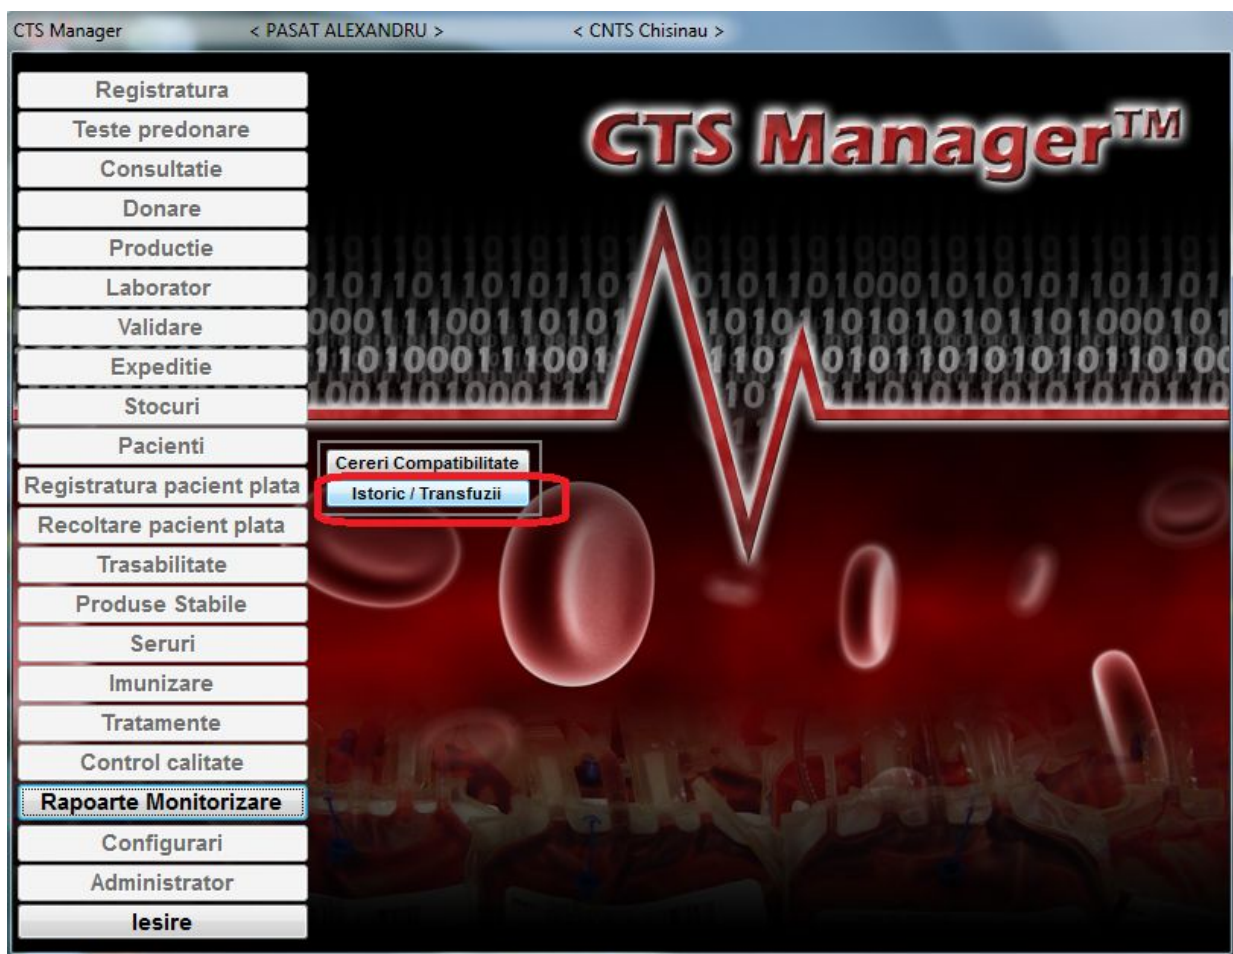 CTS Manager < PASAT ALEXANDRU > < CNTS Chisinau >
CTS Manager™
Registratura
Teste predonare
Consultatie
Donare
Productie
Laborator
Validare
Expeditie
Stocuri
Pacienti
Cereri Compatibilitate
Istoric / Transfuzii
Registratura pacient plata
Recoltare pacient plata
Trasabilitate
Produse Stabile
Seruri
Imunizare
Tratamente
Control calitate
Rapoarte Monitorizare
Configurari
Administrator
Iesire